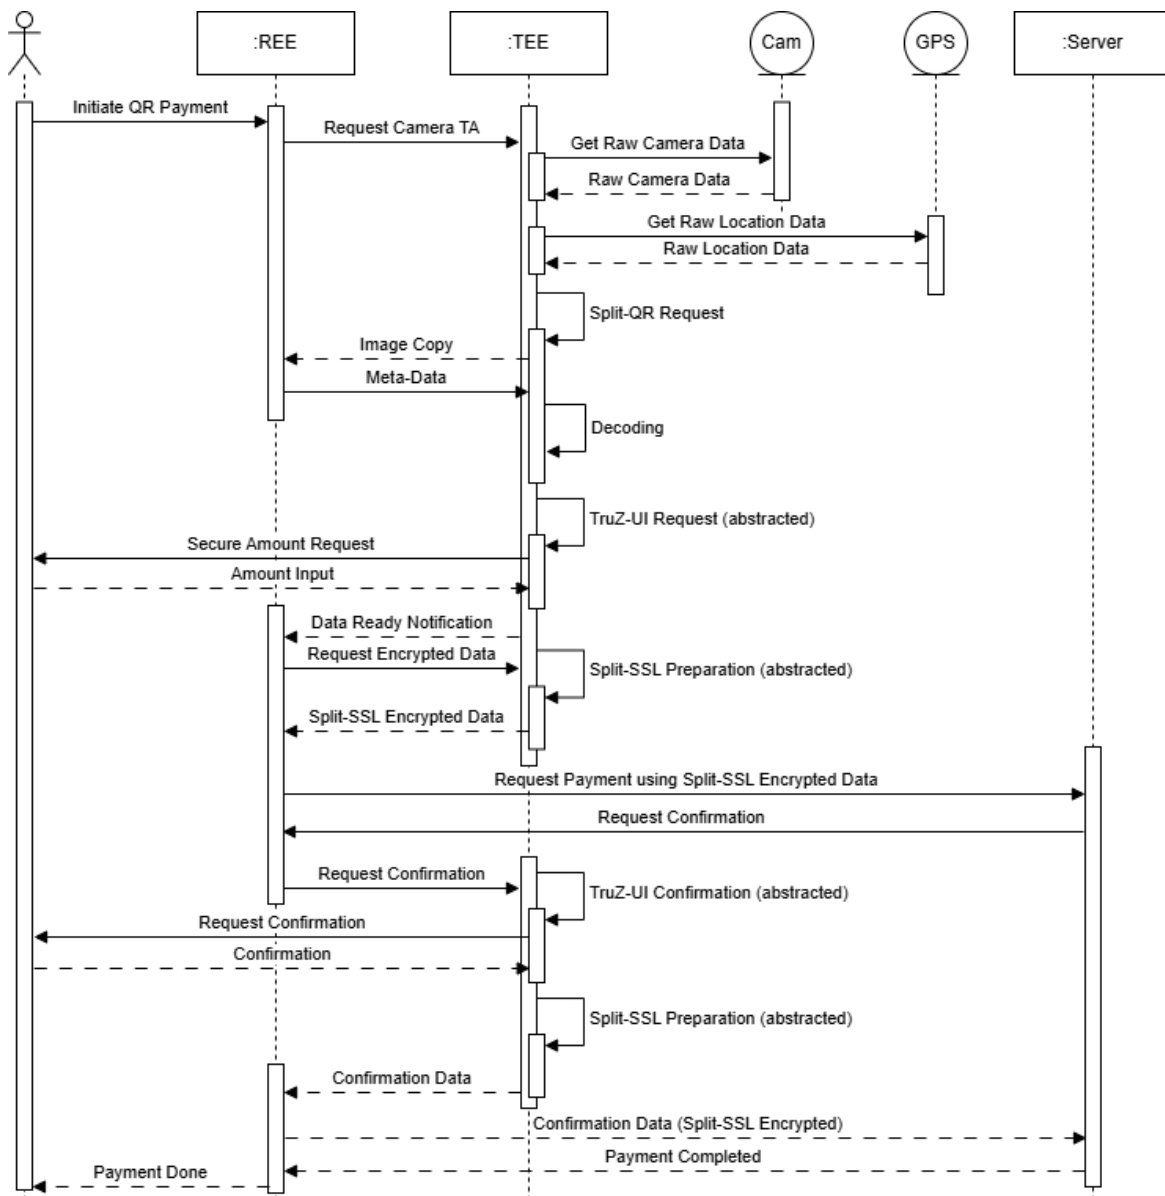 :REE
:TEE
Cam
GPS
:Server
Initiate QR Payment
Request Camera TA
Get Raw Camera Data
Raw Camera Data
Get Raw Location Data
Raw Location Data
Split-QR Request
Image Copy
Meta-Data
Decoding
TruZ-UI Request (abstracted)
Secure Amount Request
Amount Input
Data Ready Notification
Request Encrypted Data
Split-SSL Preparation (abstracted)
Split-SSL Encrypted Data
Request Payment using Split-SSL Encrypted Data
Request Confirmation
Request Confirmation
TruZ-UI Confirmation (abstracted)
Request Confirmation
Confirmation
Split-SSL Preparation (abstracted)
Confirmation Data
Confirmation Data (Split-SSL Encrypted)
Payment Completed
Payment Done